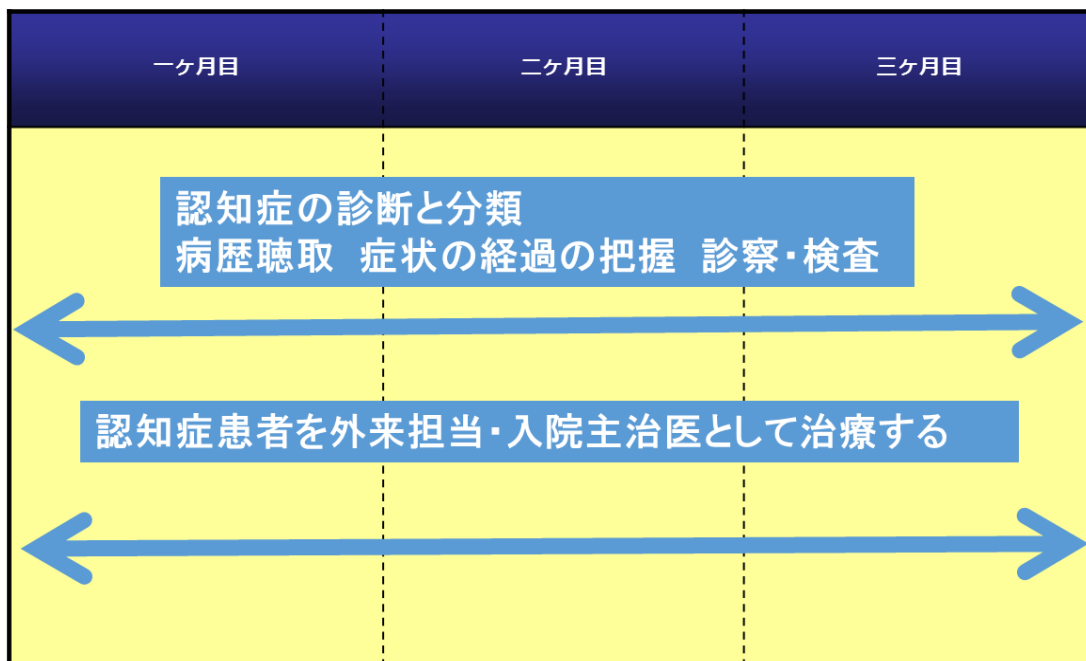 一ヶ月目
二ヶ月目
三ヶ月目
認知症の診断と分類
病歴聴取 症状の経過の把握 診察・検査
認知症患者を外来担当・入院主治医として治療する